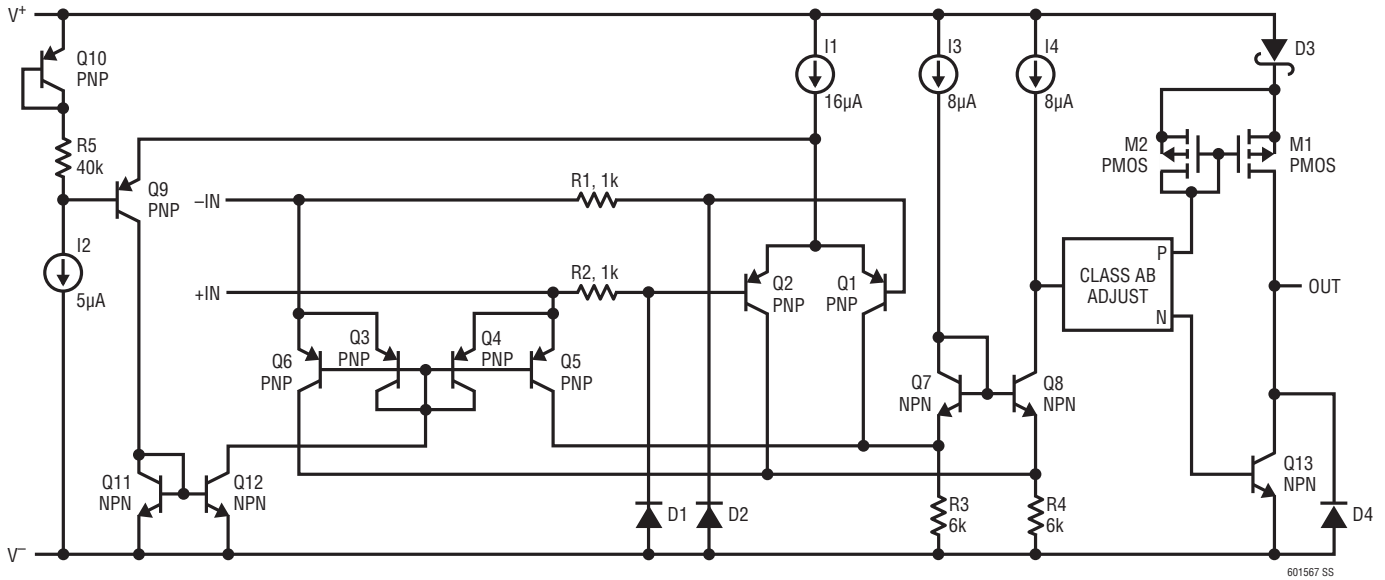 V+
Q10
PNP
R5
40k
Q9
PNP
I2
5µA
–IN
+IN
R1, 1k
R2, 1k
I1
16µA
I3
8µA
I4
8µA
D3
M2
PMOS
M1
PMOS
Q2
PNP
Q1
PNP
Q6
PNP
Q3
PNP
Q4
PNP
Q5
PNP
Q7
NPN
Q8
NPN
CLASS AB
ADJUST
P
N
OUT
Q11
NPN
Q12
NPN
D1
D2
R3
6k
R4
6k
Q13
NPN
D4
V–
601567 SS